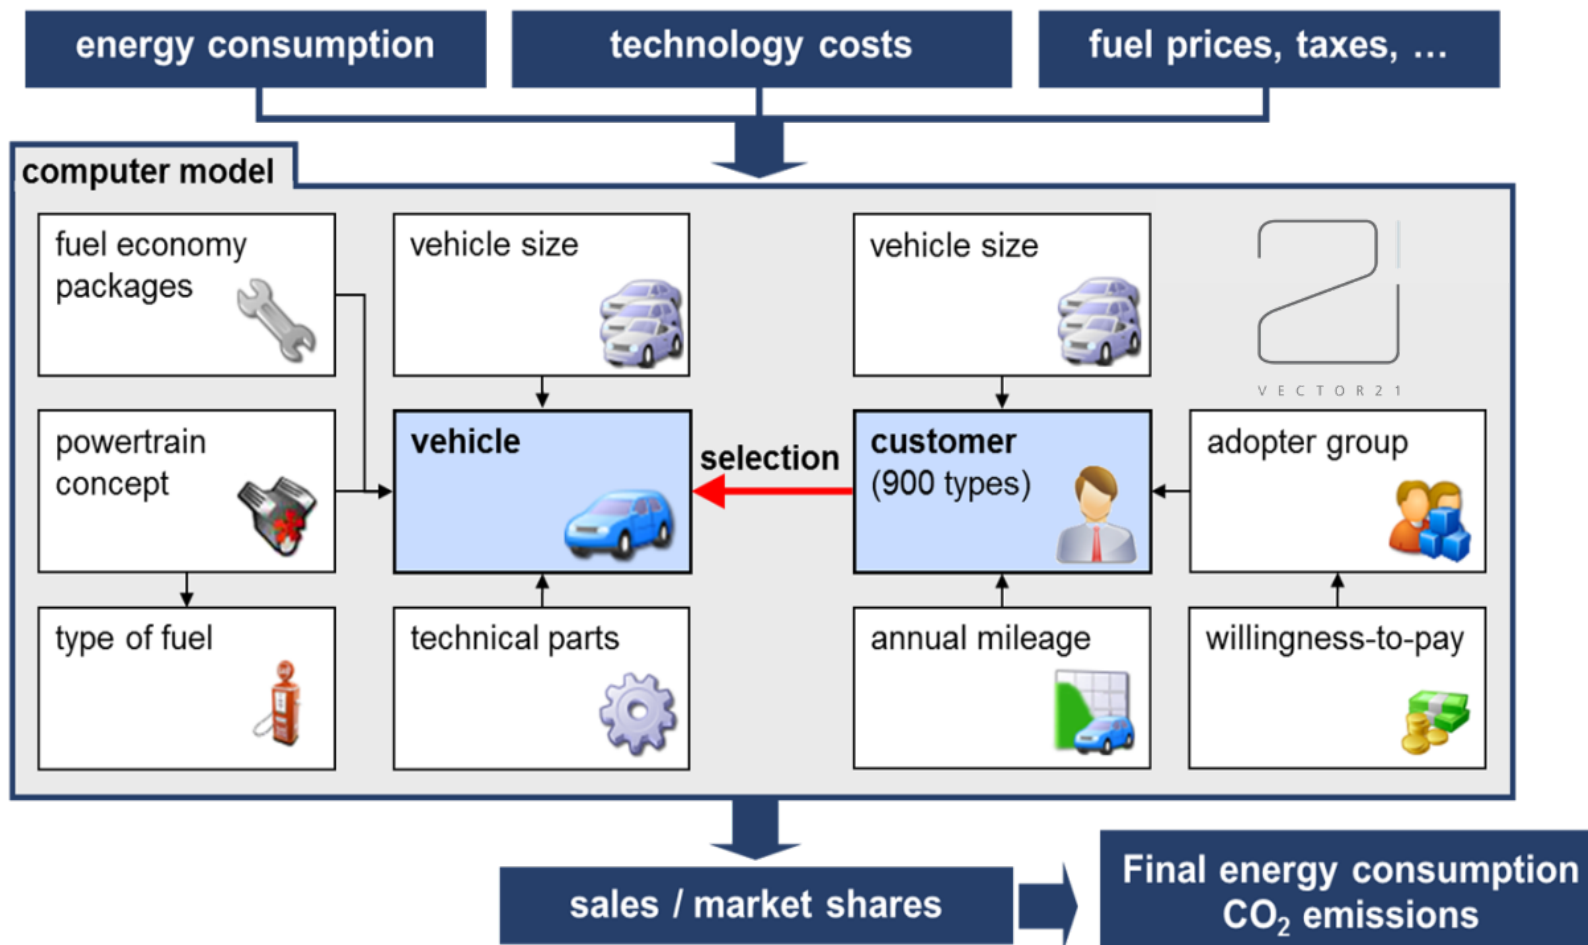 energy consumption
technology costs
fuel prices, taxes, ...
computer model
fuel economy
packages
vehicle size
vehicle size
VECTOR21
powertrain
concept
vehicle
selection
customer
(900 types)
adopter group
type of fuel
technical parts
annual mileage
willingness-to-pay
sales / market shares
Final energy consumption
CO₂ emissions